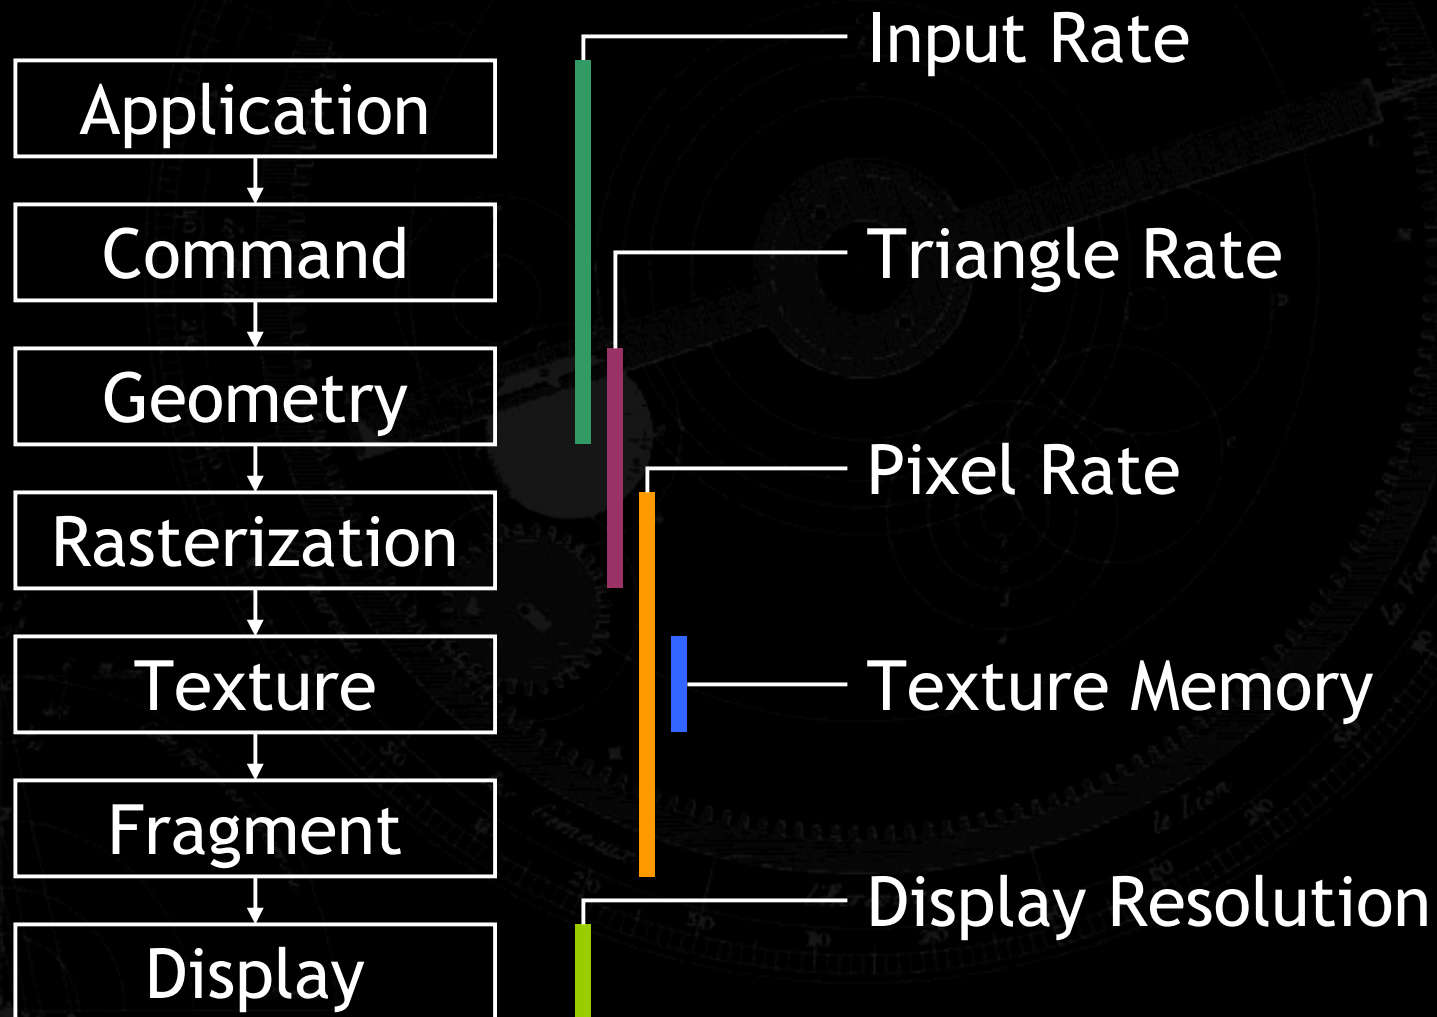 Input Rate
Application
Command
Triangle Rate
Geometry
Pixel Rate
Rasterization
Texture
Texture Memory
Fragment
Display Resolution
Display